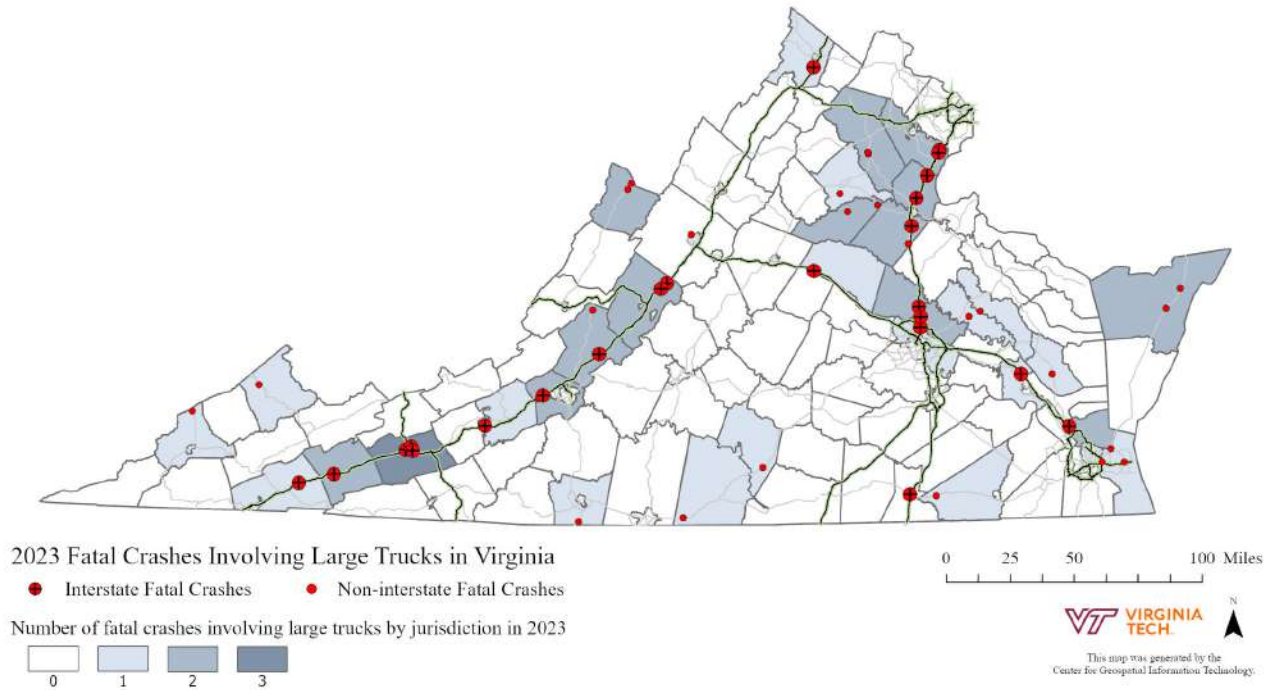 2023 Fatal Crashes Involving Large Trucks in Virginia
Interstate Fatal Crashes Non-interstate Fatal Crashes
Number of fatal crashes involving large trucks by jurisdiction in 2023
0 1 2 3
0 25 50 100 Miles
N
VT VIRGINIA
TECH.
This map was generated by the
Center for Geospatial Information Technology.